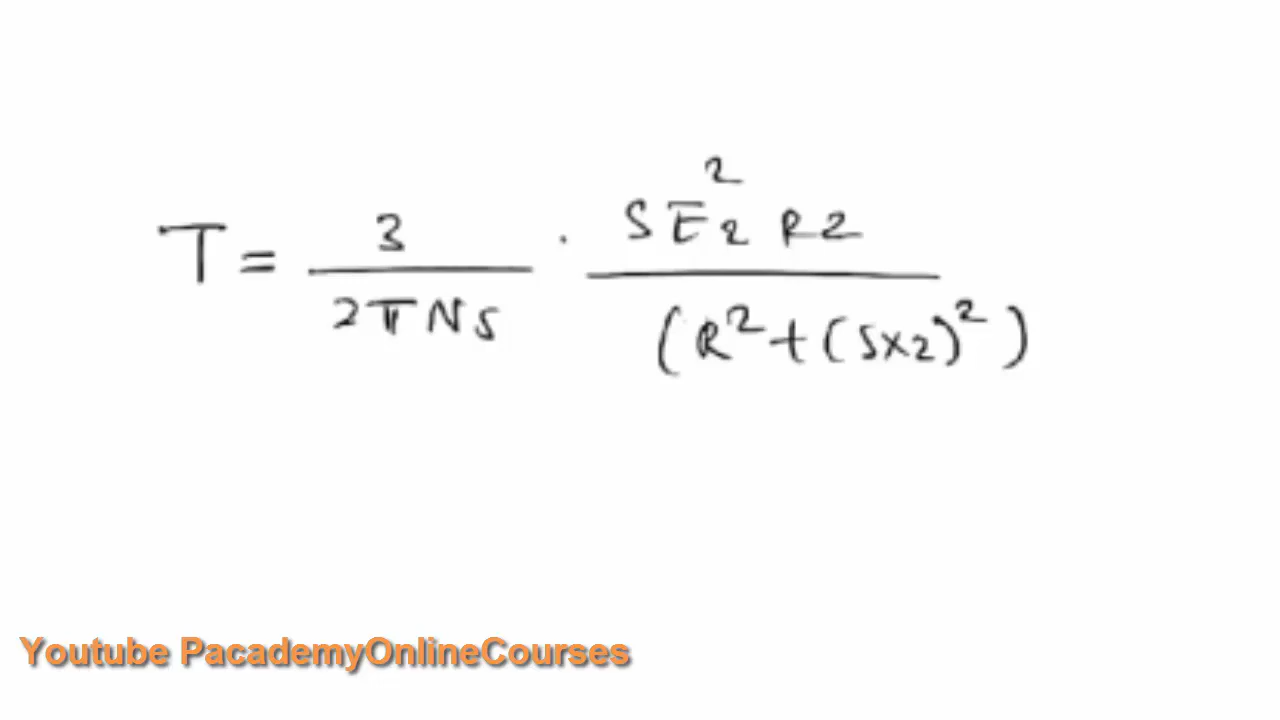 T = 3 / 2πNs · SE₂² R2 / (R² + (SX2)²)
Youtube PacademyOnlineCourses